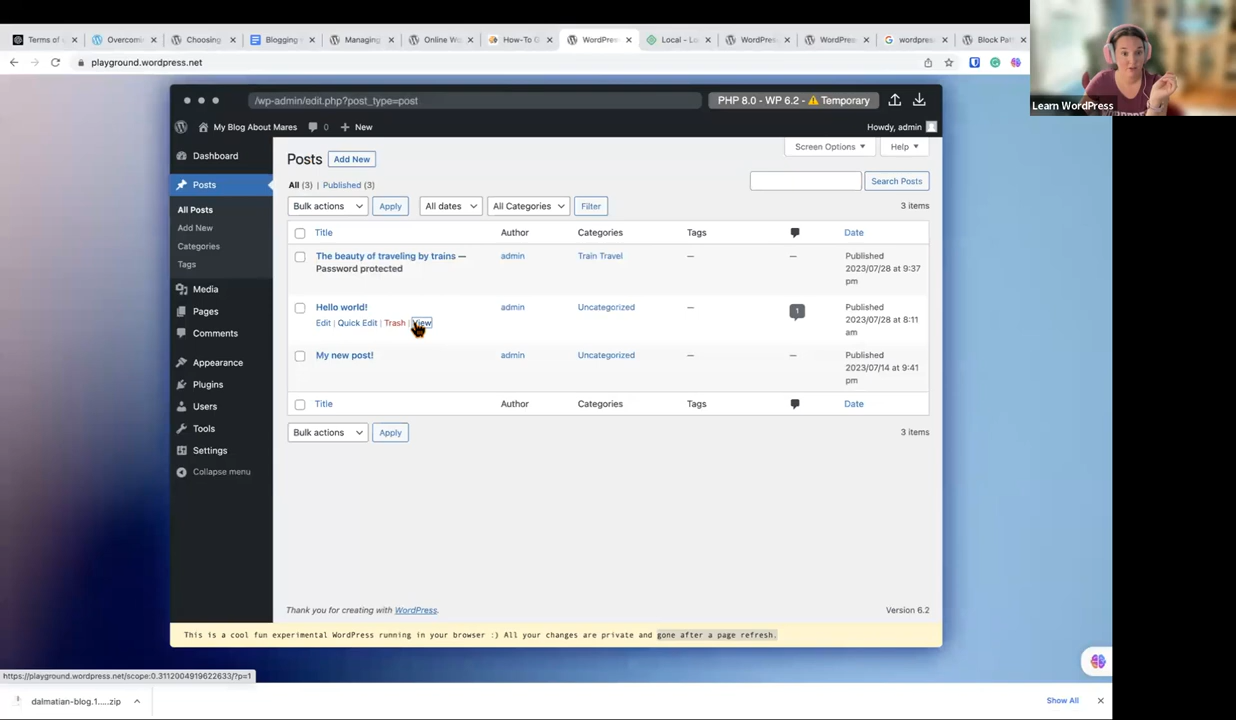 Terms of
Overcomi
Choosing
Blogging
Managing
Online Wo
How-To G
WordPres
Local - Lo
WordPres
WordPres
wordpres
Block Pat
playground.wordpress.net
Learn WordPress
/wp-admin/edit.php?post_type=post
PHP 8.0 - WP 6.2 - ⚠ Temporary
My Blog About Mares
0
+ New
Howdy, admin
Dashboard
Posts
All Posts
Add New
Categories
Tags
Media
Pages
Comments
Appearance
Plugins
Users
Tools
Settings
Collapse menu
Screen Options
Help
Posts
Add New
All (3) | Published (3)
Search Posts
Bulk actions
Apply
All dates
All Categories
Filter
3 items
Title
Author
Categories
Tags
Date
The beauty of traveling by trains —
Password protected
admin
Train Travel
—
—
Published
2023/07/28 at 9:37
pm
Hello world!
Edit | Quick Edit | Trash | View
admin
Uncategorized
—
1
Published
2023/07/28 at 8:11
am
My new post!
admin
Uncategorized
—
—
Published
2023/07/14 at 9:41
pm
Title
Author
Categories
Tags
Date
Bulk actions
Apply
3 items
Thank you for creating with WordPress.
Version 6.2
This is a cool fun experimental WordPress running in your browser :) All your changes are private and gone after a page refresh.
https://playground.wordpress.net/scope:0.3112004919622633/?p=1
dalmatian-blog.1.....zip
Show All